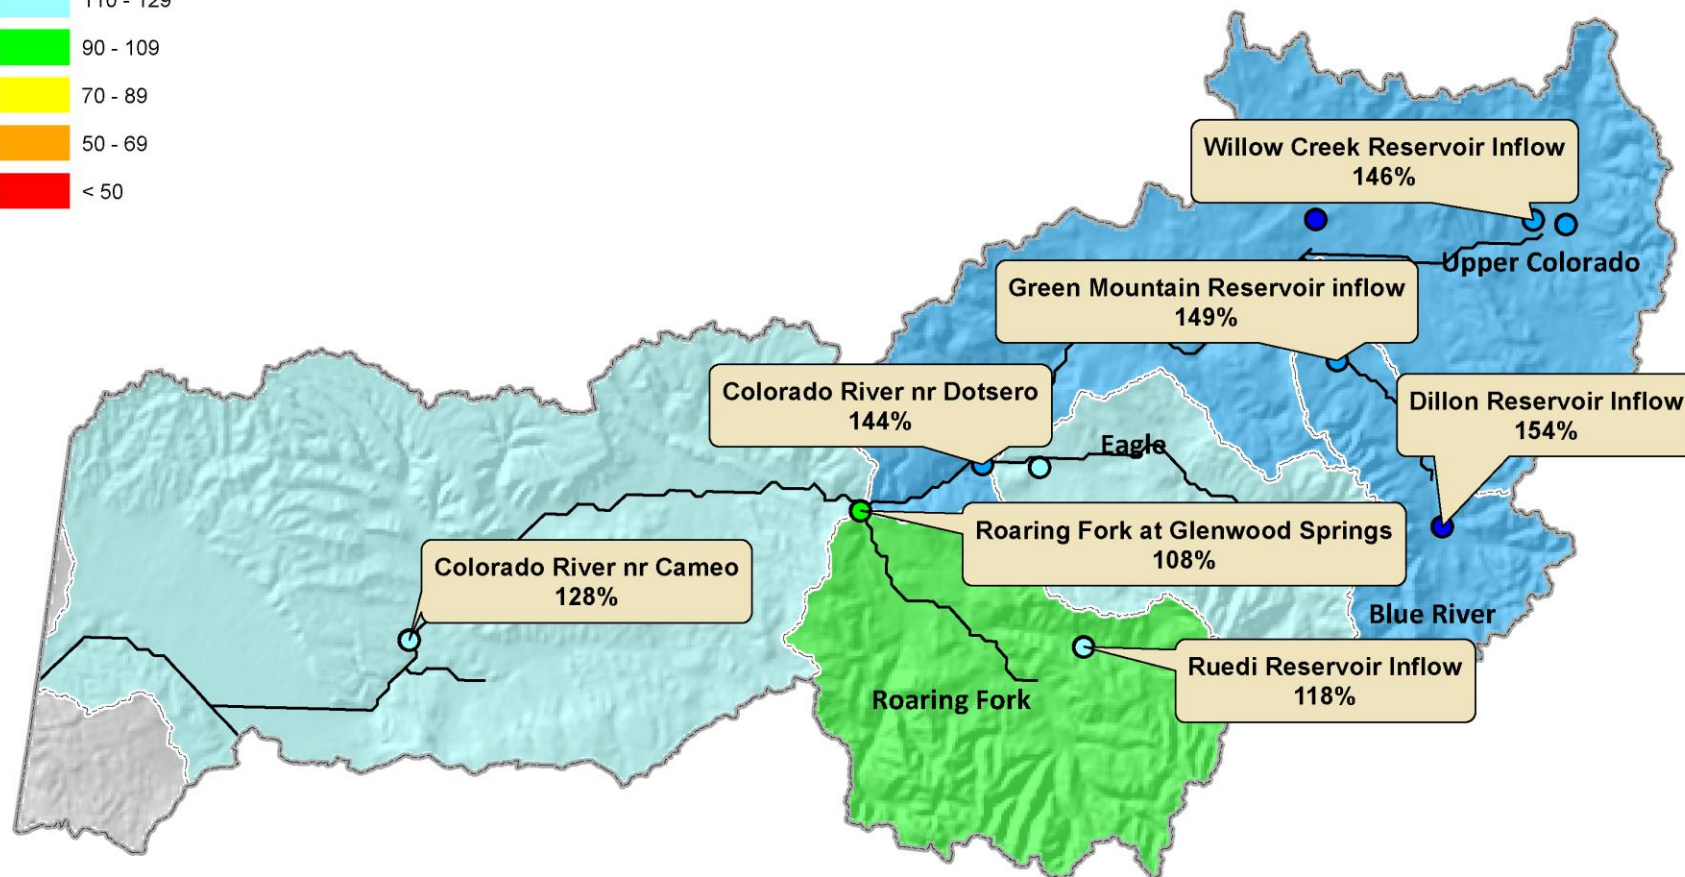 110 - 129
90 - 109
70 - 89
50 - 69
< 50
Willow Creek Reservoir Inflow
146%
Upper Colorado
Green Mountain Reservoir inflow
149%
Colorado River nr Dotsero
144%
Dillon Reservoir Inflow
154%
Eagle
Roaring Fork at Glenwood Springs
108%
Colorado River nr Cameo
128%
Blue River
Ruedi Reservoir Inflow
118%
Roaring Fork